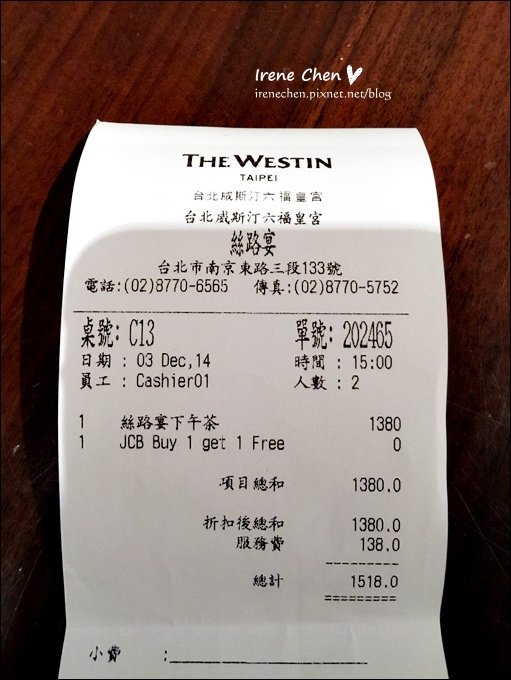 Irene Chen
irenechen.pixnet.net/blog
THE WESTIN
TAIPEI
台北威斯汀六福皇宮
台北威斯汀六福皇宮
絲路宴
台北市南京東路三段133號
電話:(02)8770-6565 傳真:(02)8770-5752
桌號: C13 單號: 202465
日期 : 03 Dec,14 時間 : 15:00
員工 : Cashier01 人數 : 2
1 絲路宴下午茶 1380
1 JCB Buy 1 get 1 Free 0
項目總和 1380.0
折扣後總和 1380.0
服務費 138.0
----------
總計 1518.0
=========
小費 :____________________